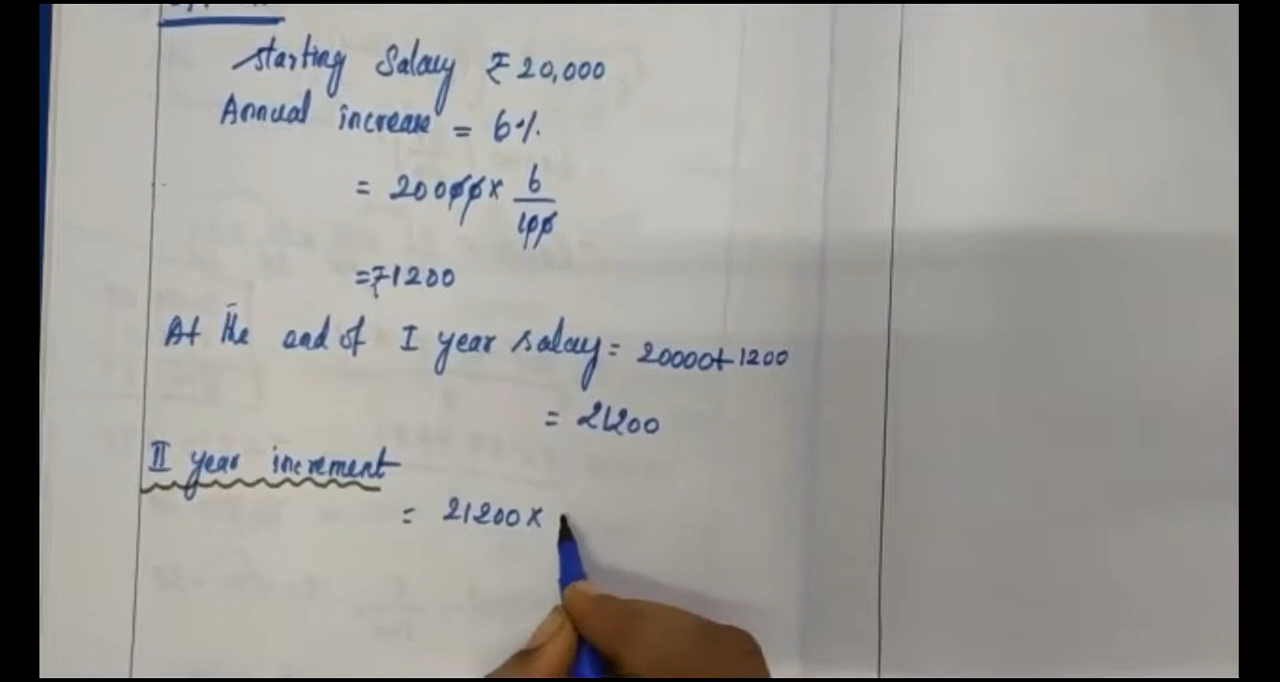 Starting Salary ₹ 20,000
Annual increase = 6%
= 20000 × 6/100
= ₹1200
At the end of I year salary = 20000+1200
= 21200
II year increment
= 21200 ×